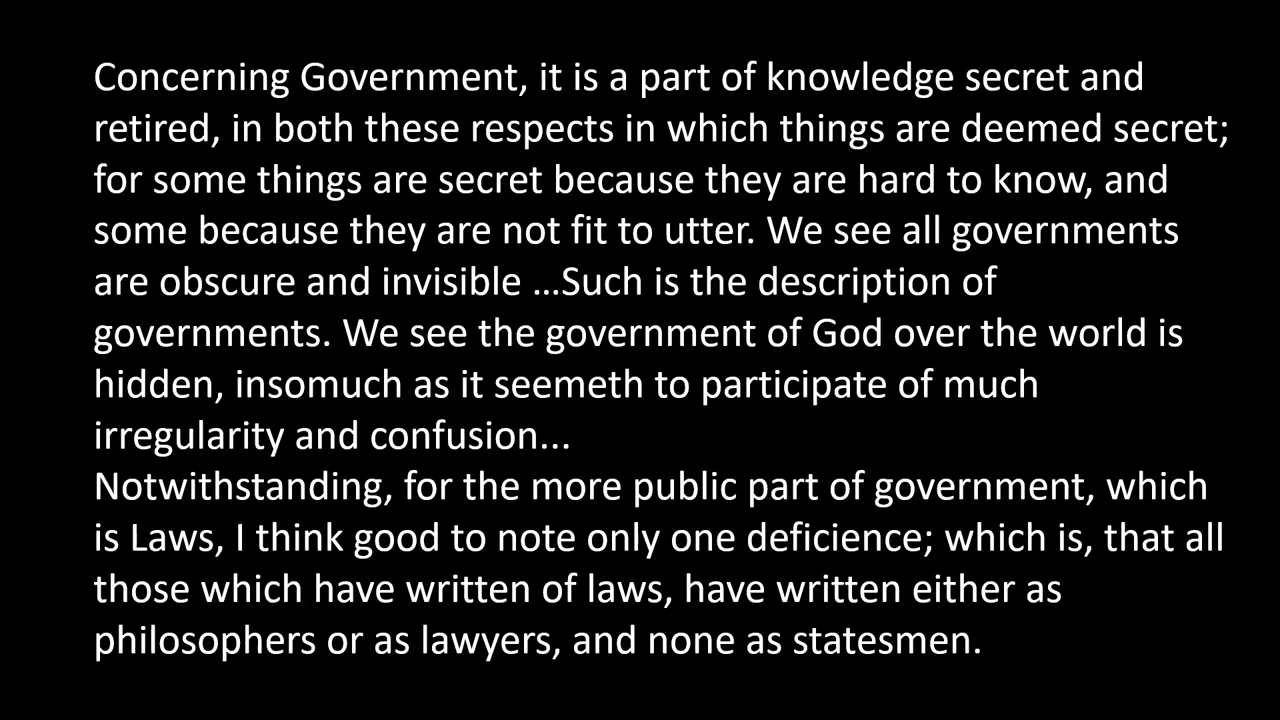 Concerning Government, it is a part of knowledge secret and
retired, in both these respects in which things are deemed secret;
for some things are secret because they are hard to know, and
some because they are not fit to utter. We see all governments
are obscure and invisible ...Such is the description of
governments. We see the government of God over the world is
hidden, insomuch as it seemeth to participate of much
irregularity and confusion...
Notwithstanding, for the more public part of government, which
is Laws, I think good to note only one deficience; which is, that all
those which have written of laws, have written either as
philosophers or as lawyers, and none as statesmen.